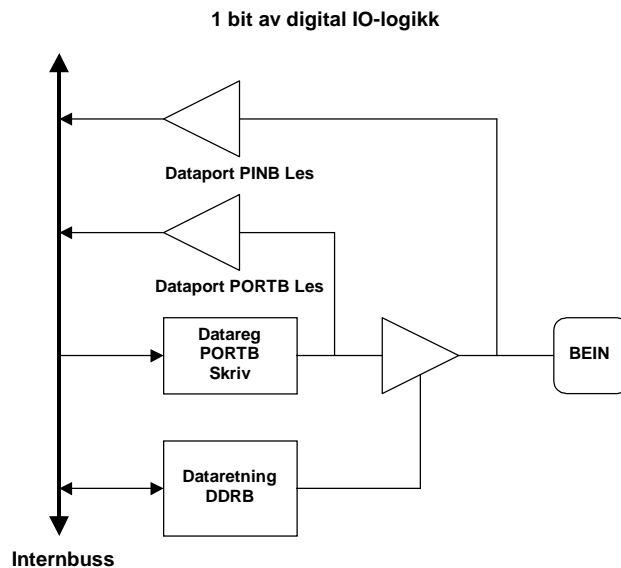 1 bit av digital IO-logikk
Dataport PINB Les
Dataport PORTB Les
Datareg
PORTB
Skriv
BEIN
Dataretning
DDRB
Internbuss